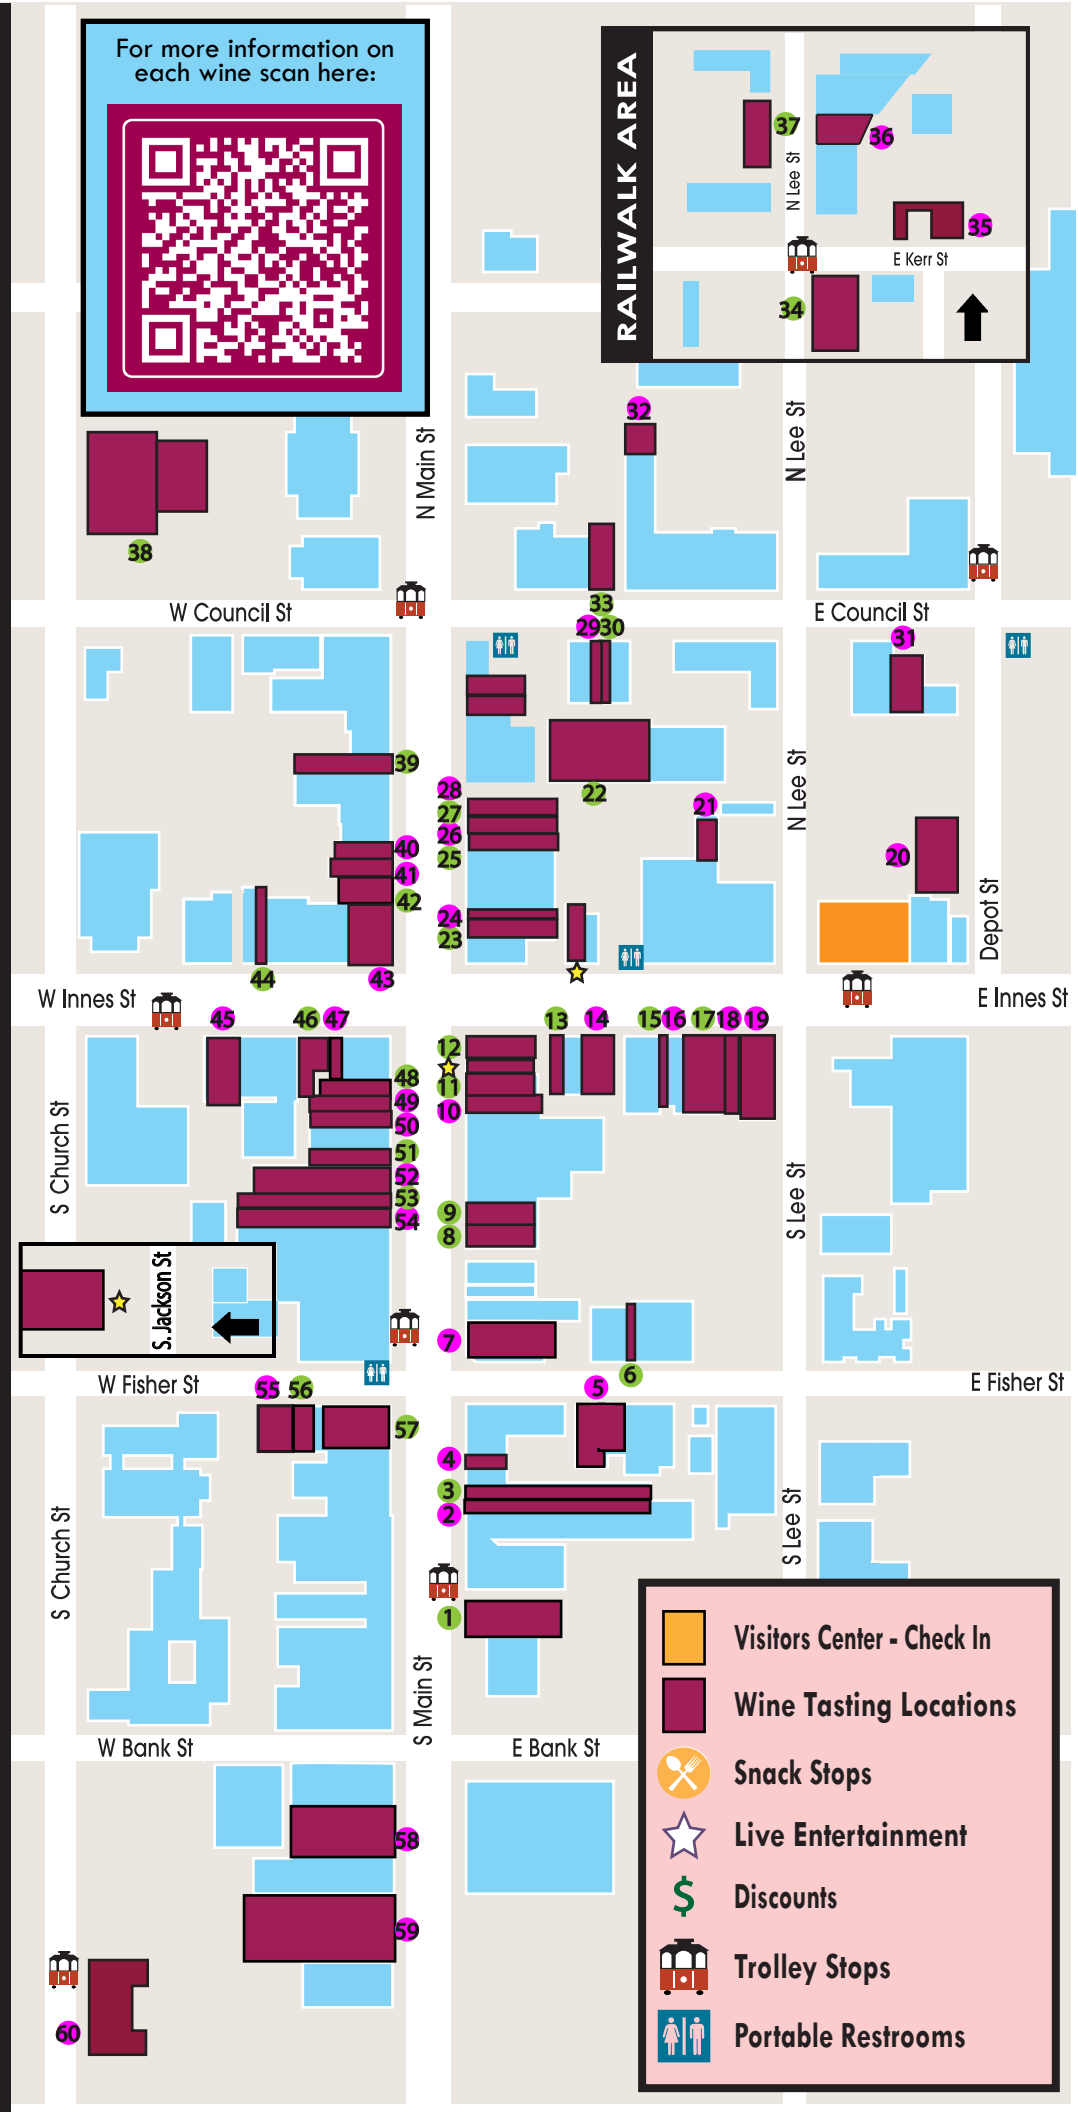 For more information on
each wine scan here:
RAILWALK AREA
37
N Lee St
36
35
E Kerr St
34
32
N Main St
N Lee St
38
33
W Council St
E Council St
29
30
31
39
28
27
26
25
22
21
N Lee St
40
41
42
20
24
23
Depot St
44
43
W Innes St
E Innes St
45
46
47
12
13
14
15
16
17
18
19
48
11
49
10
50
S Church St
51
52
53
54
9
8
S Lee St
S. Jackson St
7
6
W Fisher St
E Fisher St
55
56
5
57
4
3
2
S Church St
S Lee St
1
S Main St
W Bank St
E Bank St
58
59
60
Visitors Center - Check In
Wine Tasting Locations
Snack Stops
Live Entertainment
$
Discounts
Trolley Stops
Portable Restrooms